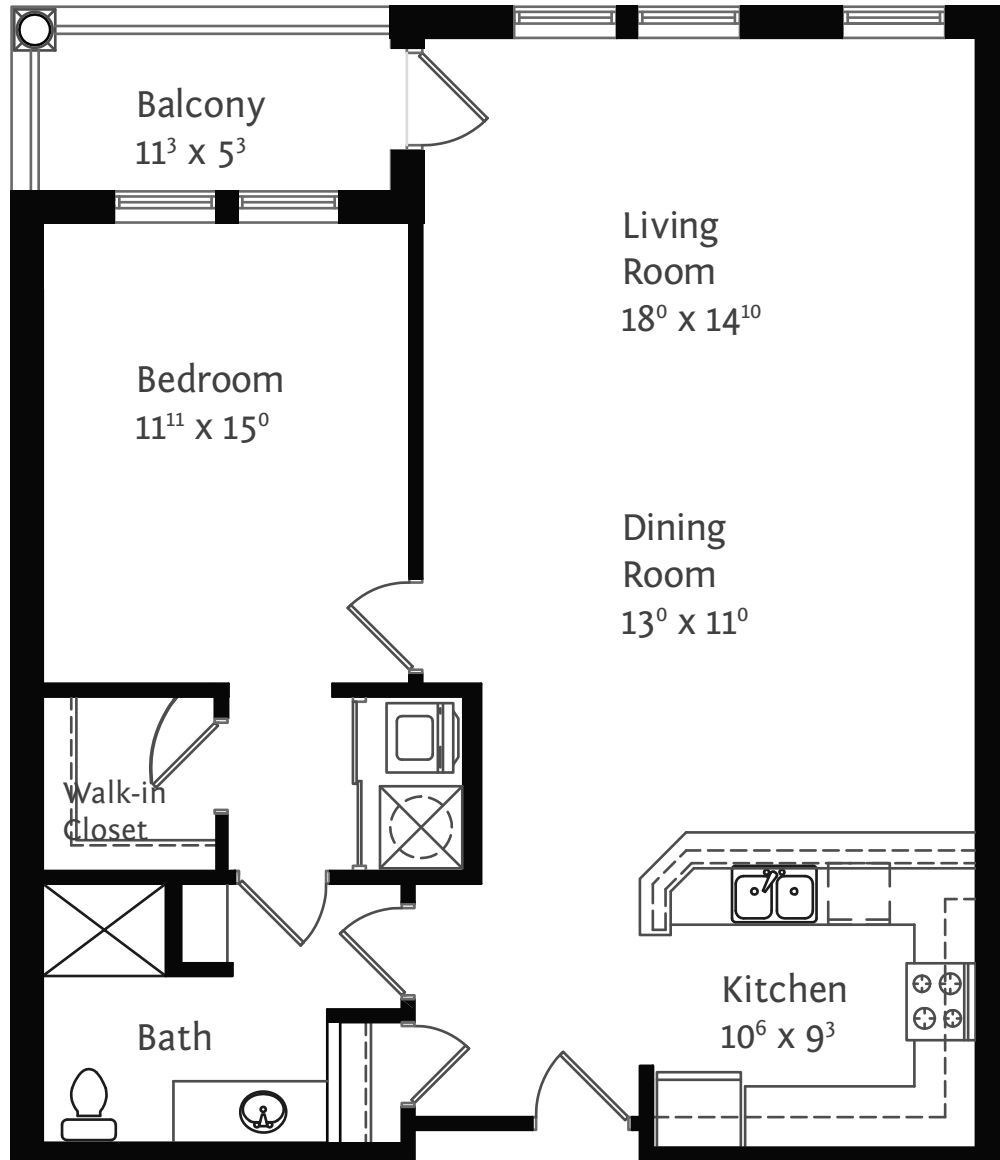 Balcony
11³ x 5³
Living
Room
18⁰ x 14¹⁰
Bedroom
11¹¹ x 15⁰
Dining
Room
13⁰ x 11⁰
Walk-in
Closet
Kitchen
10⁶ x 9³
Bath